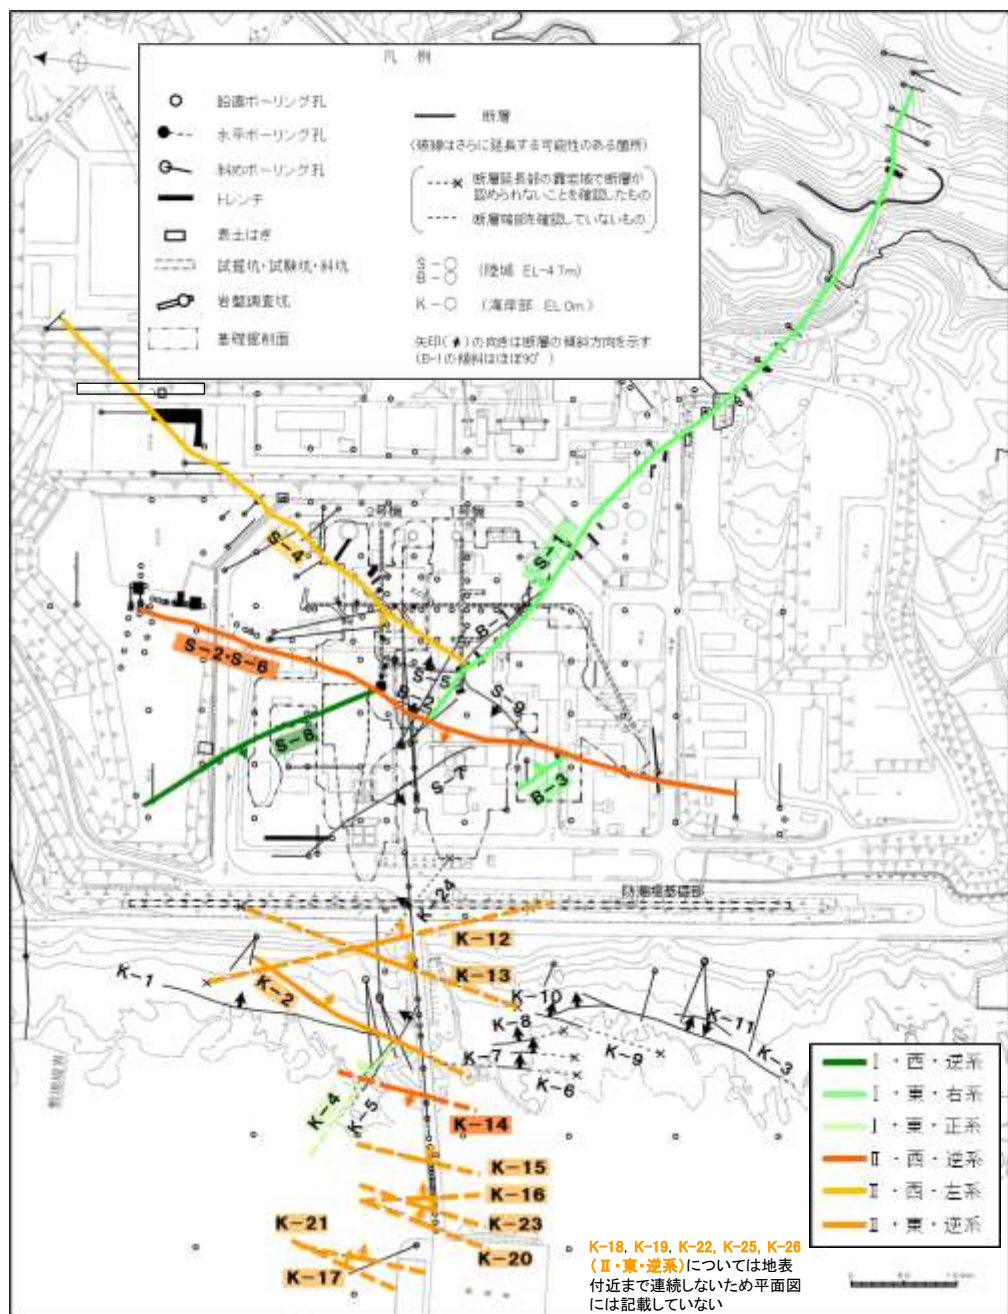 凡 例
鉛直ボーリング孔
水平ボーリング孔
斜めボーリング孔
トレンチ
表土はぎ
試掘坑・試験坑・斜坑
岩盤調査坑
基礎掘削面
断層
(破線はさらに延長する可能性のある箇所)
断層延長部の露岩域で断層が
認められないことを確認したもの
断層端部を確認していないもの
S-○
B-○
(陸域 EL-4.7m)
K-○
(海岸部 EL 0m)
矢印( )の向きは断層の傾斜方向を示す
(B-1の傾斜はほぼ90°)
2号機
1号機
S-4
S-1
B-1
S-2・S-6
S-5
B-2
S-9
S-8
S-7
B-3
防潮堤基礎部
K-24
K-12
K-13
K-1
K-2
K-10
K-8
K-11
K-9
K-7
K-3
K-6
K-4
K-5
K-14
K-15
K-16
K-23
K-21
K-20
K-17
敷地境界
Ⅰ・西・逆系
Ⅰ・東・右系
Ⅰ・東・正系
Ⅱ・西・逆系
Ⅱ・西・左系
Ⅱ・東・逆系
K-18, K-19, K-22, K-25, K-26
(Ⅱ・東・逆系)については地表
付近まで連続しないため平面図
には記載していない
0 50 100m